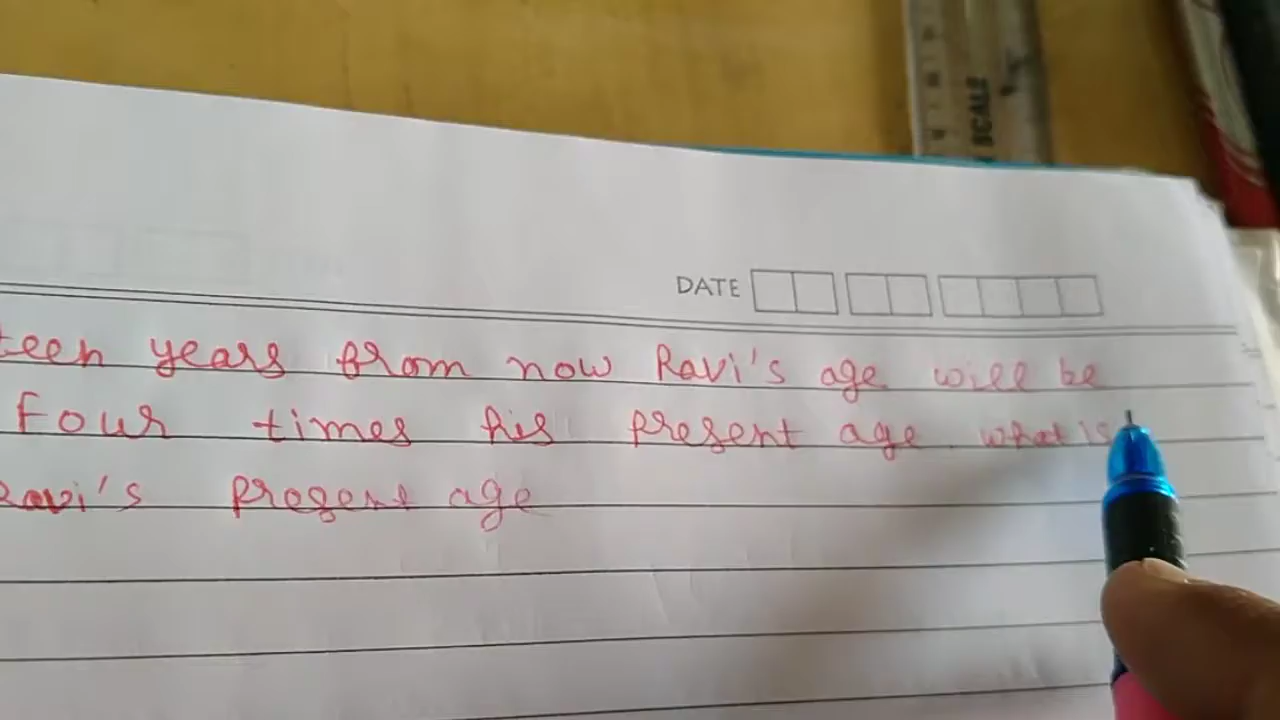 DATE
teen years from now Ravi's age will be
Four times his present age what is
Ravi's present age
SCALE